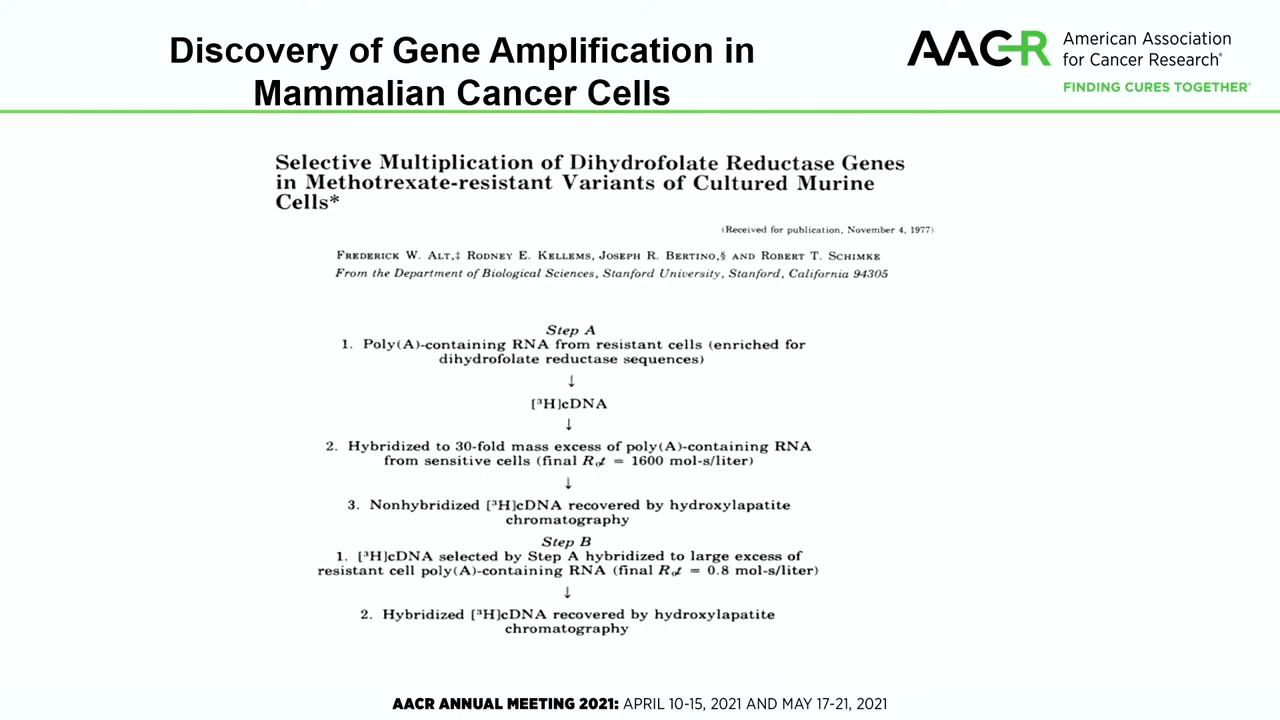 Discovery of Gene Amplification in
Mammalian Cancer Cells
AACR
American Association
for Cancer Research®
FINDING CURES TOGETHER®
Selective Multiplication of Dihydrofolate Reductase Genes
in Methotrexate-resistant Variants of Cultured Murine
Cells*
(Received for publication, November 4, 1977)
FREDERICK W. ALT,‡ RODNEY E. KELLEMS, JOSEPH R. BERTINO,§ AND ROBERT T. SCHIMKE
From the Department of Biological Sciences, Stanford University, Stanford, California 94305
Step A
1. Poly(A)-containing RNA from resistant cells (enriched for
dihydrofolate reductase sequences)
↓
[³H]cDNA
↓
2. Hybridized to 30-fold mass excess of poly(A)-containing RNA
from sensitive cells (final R₀t = 1600 mol-s/liter)
↓
3. Nonhybridized [³H]cDNA recovered by hydroxylapatite
chromatography
Step B
1. [³H]cDNA selected by Step A hybridized to large excess of
resistant cell poly(A)-containing RNA (final R₀t = 0.8 mol-s/liter)
↓
2. Hybridized [³H]cDNA recovered by hydroxylapatite
chromatography
AACR ANNUAL MEETING 2021: APRIL 10-15, 2021 AND MAY 17-21, 2021